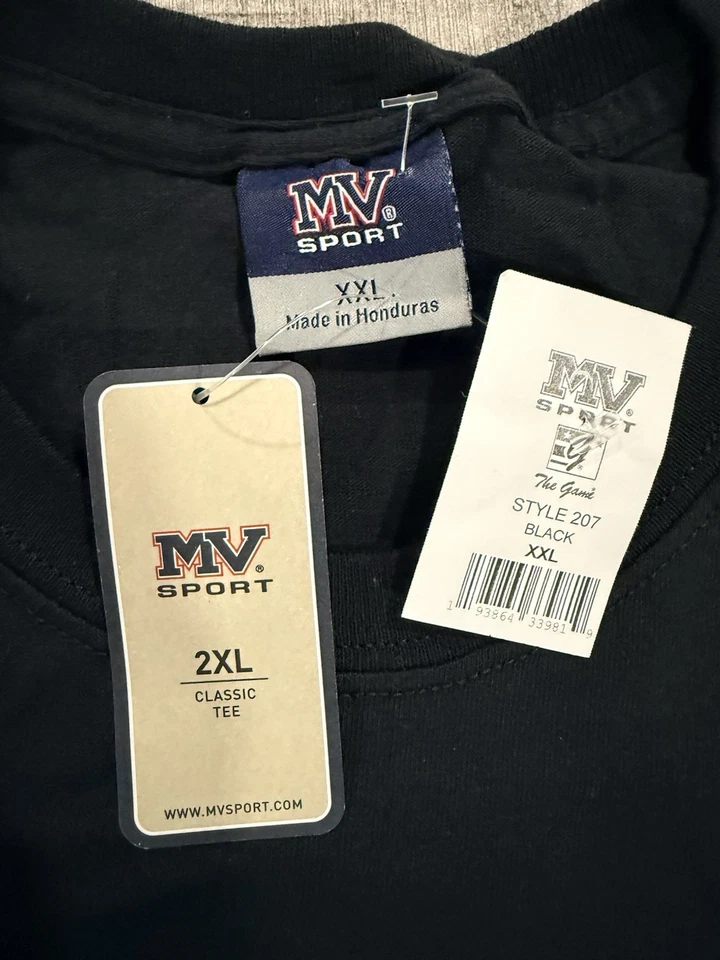 MV®
SPORT
XXL
Made in Honduras
MV®
SPORT
2XL
CLASSIC
TEE
WWW.MVSPORT.COM
MV®
SPORT
G
The Game
STYLE 207
BLACK
XXL
1 93864 33981 9